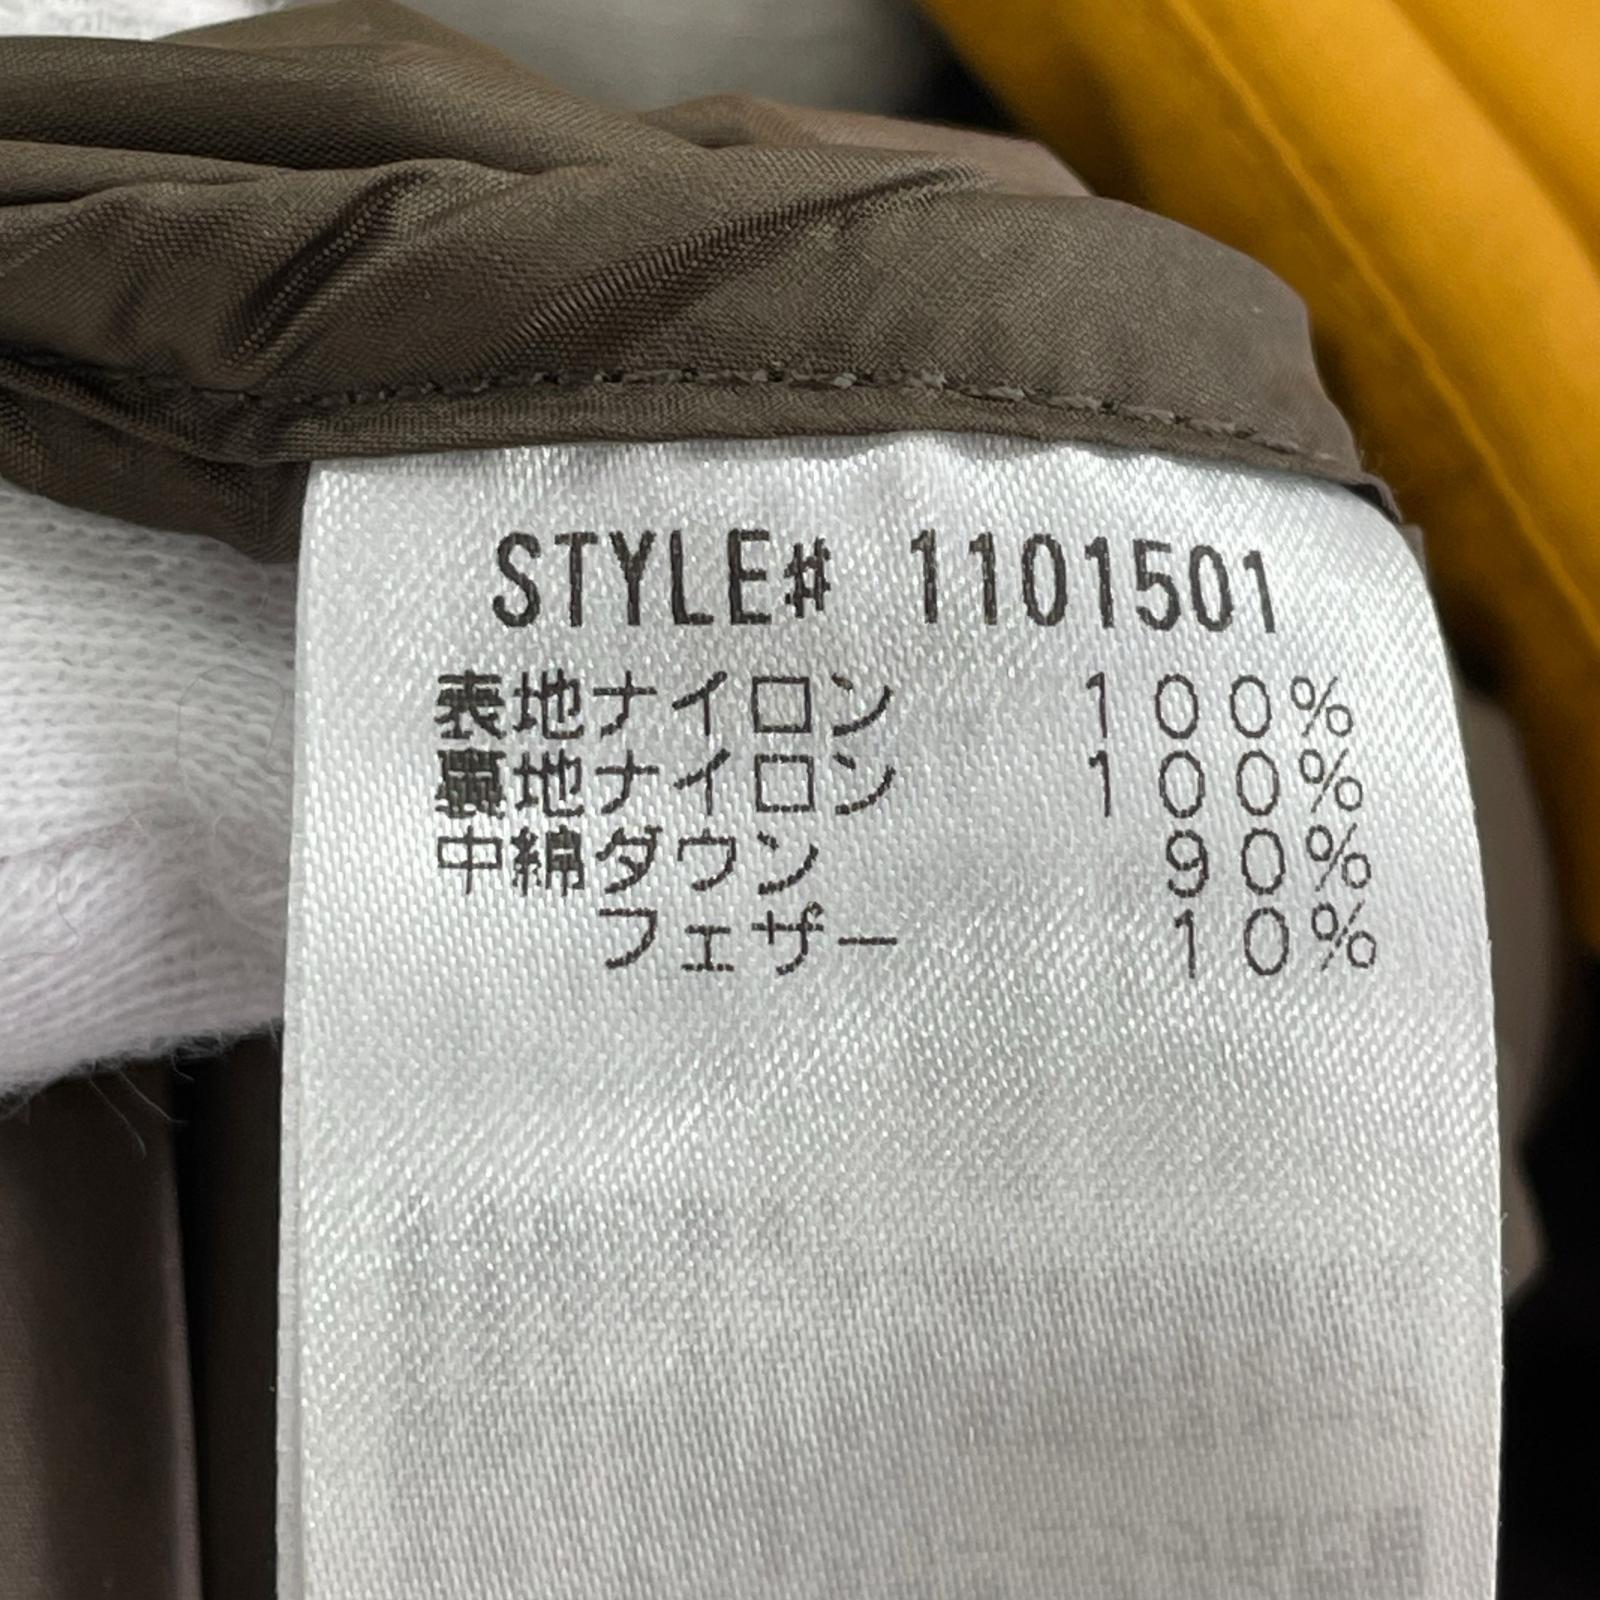 STYLE# 1101501
表地ナイロン 100%
裏地ナイロン 100%
中綿ダウン 90%
フェザー 10%